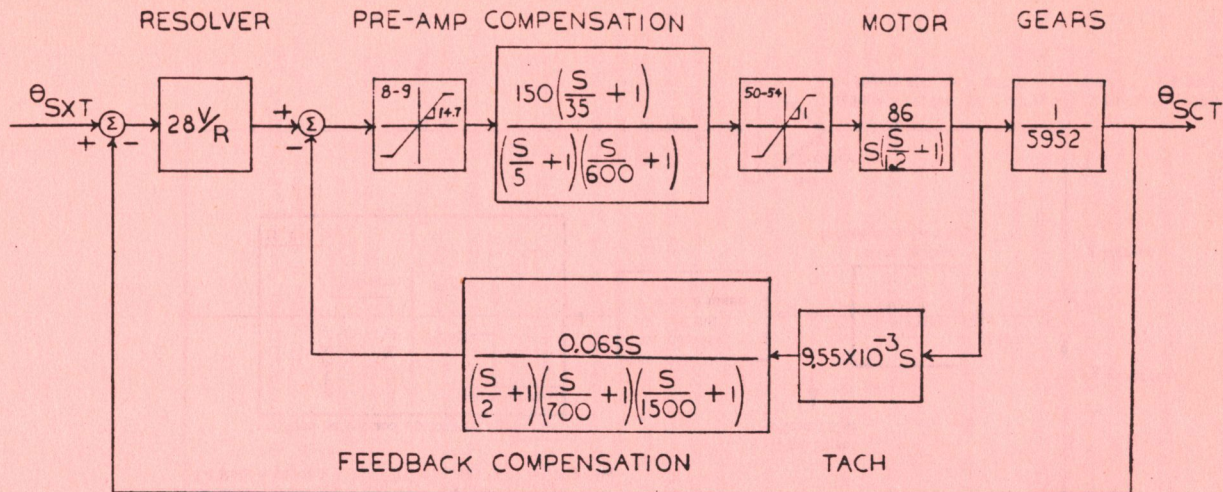 RESOLVER PRE-AMP COMPENSATION MOTOR GEARS
θSXT + - Σ
28 V/R
+ - Σ
8-9
14.7
150(S/35 + 1)
(S/5 + 1)(S/600 + 1)
50-54
1
86
S(S/.2 + 1)
1
5952
θSCT
0.065S
(S/2 + 1)(S/700 + 1)(S/1500 + 1)
9.55X10⁻³ S
FEEDBACK COMPENSATION TACH